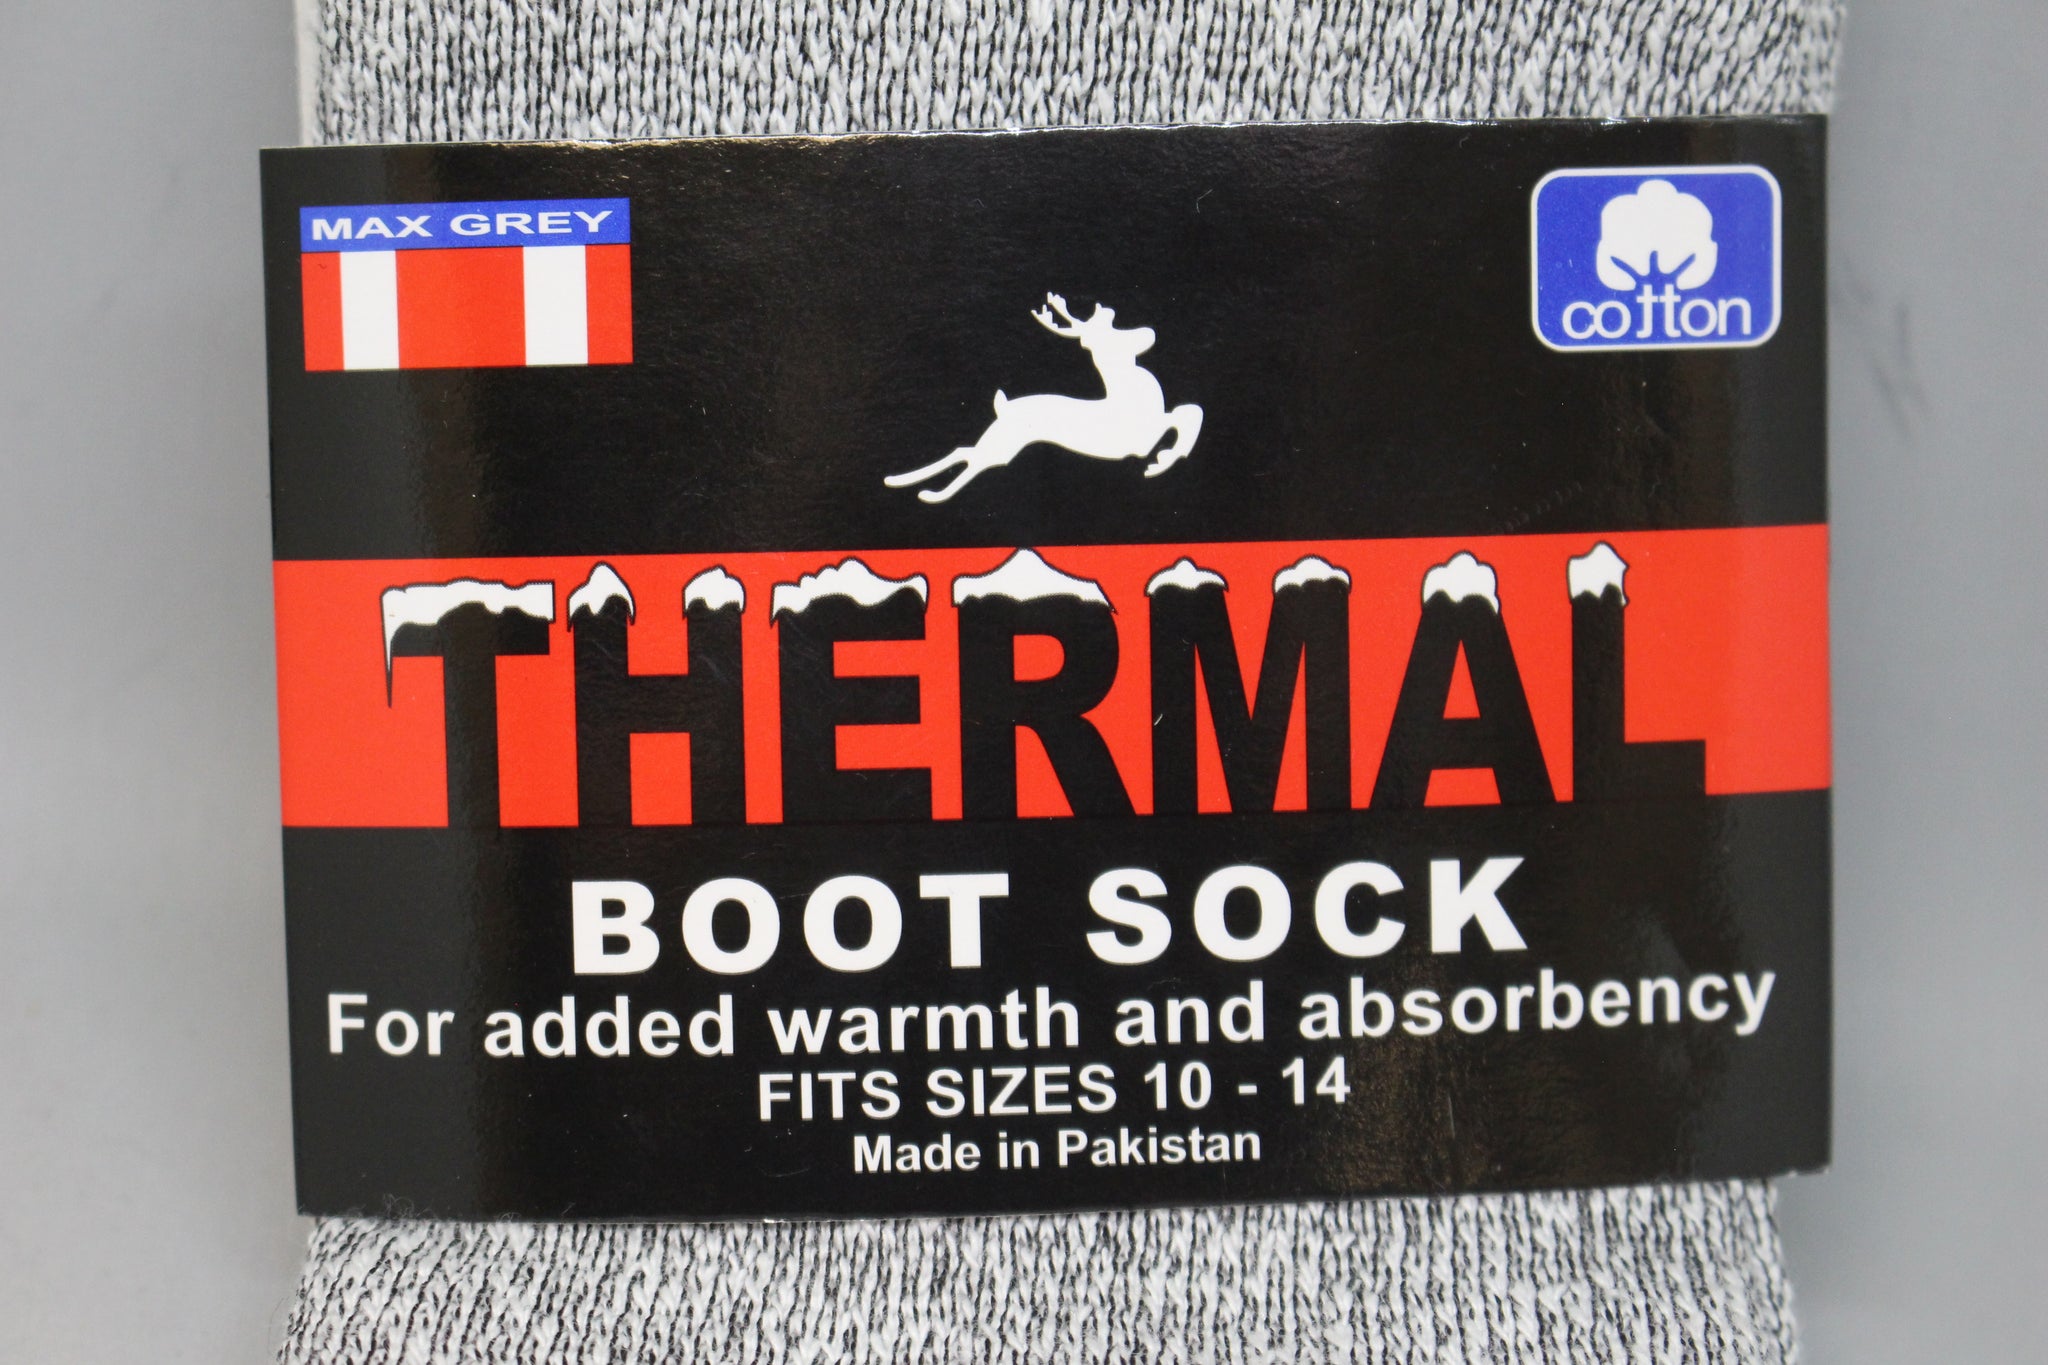 MAX GREY
cotton
THERMAL
BOOT SOCK
For added warmth and absorbency
FITS SIZES 10 - 14
Made in Pakistan